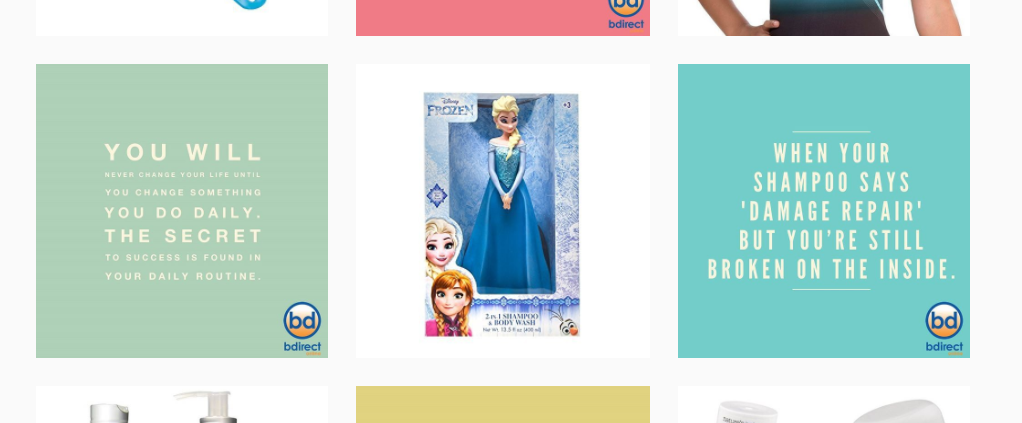 bd
bdirect
YOU WILL
NEVER CHANGE YOUR LIFE UNTIL
YOU CHANGE SOMETHING
YOU DO DAILY.
THE SECRET
TO SUCCESS IS FOUND IN
YOUR DAILY ROUTINE.
bd
bdirect
Disney
FROZEN
+3
2 in 1 SHAMPOO
& BODY WASH
Net Wt. 13.5 fl oz (400 ml)
WHEN YOUR
SHAMPOO SAYS
'DAMAGE REPAIR'
BUT YOU'RE STILL
BROKEN ON THE INSIDE.
bd
bdirect